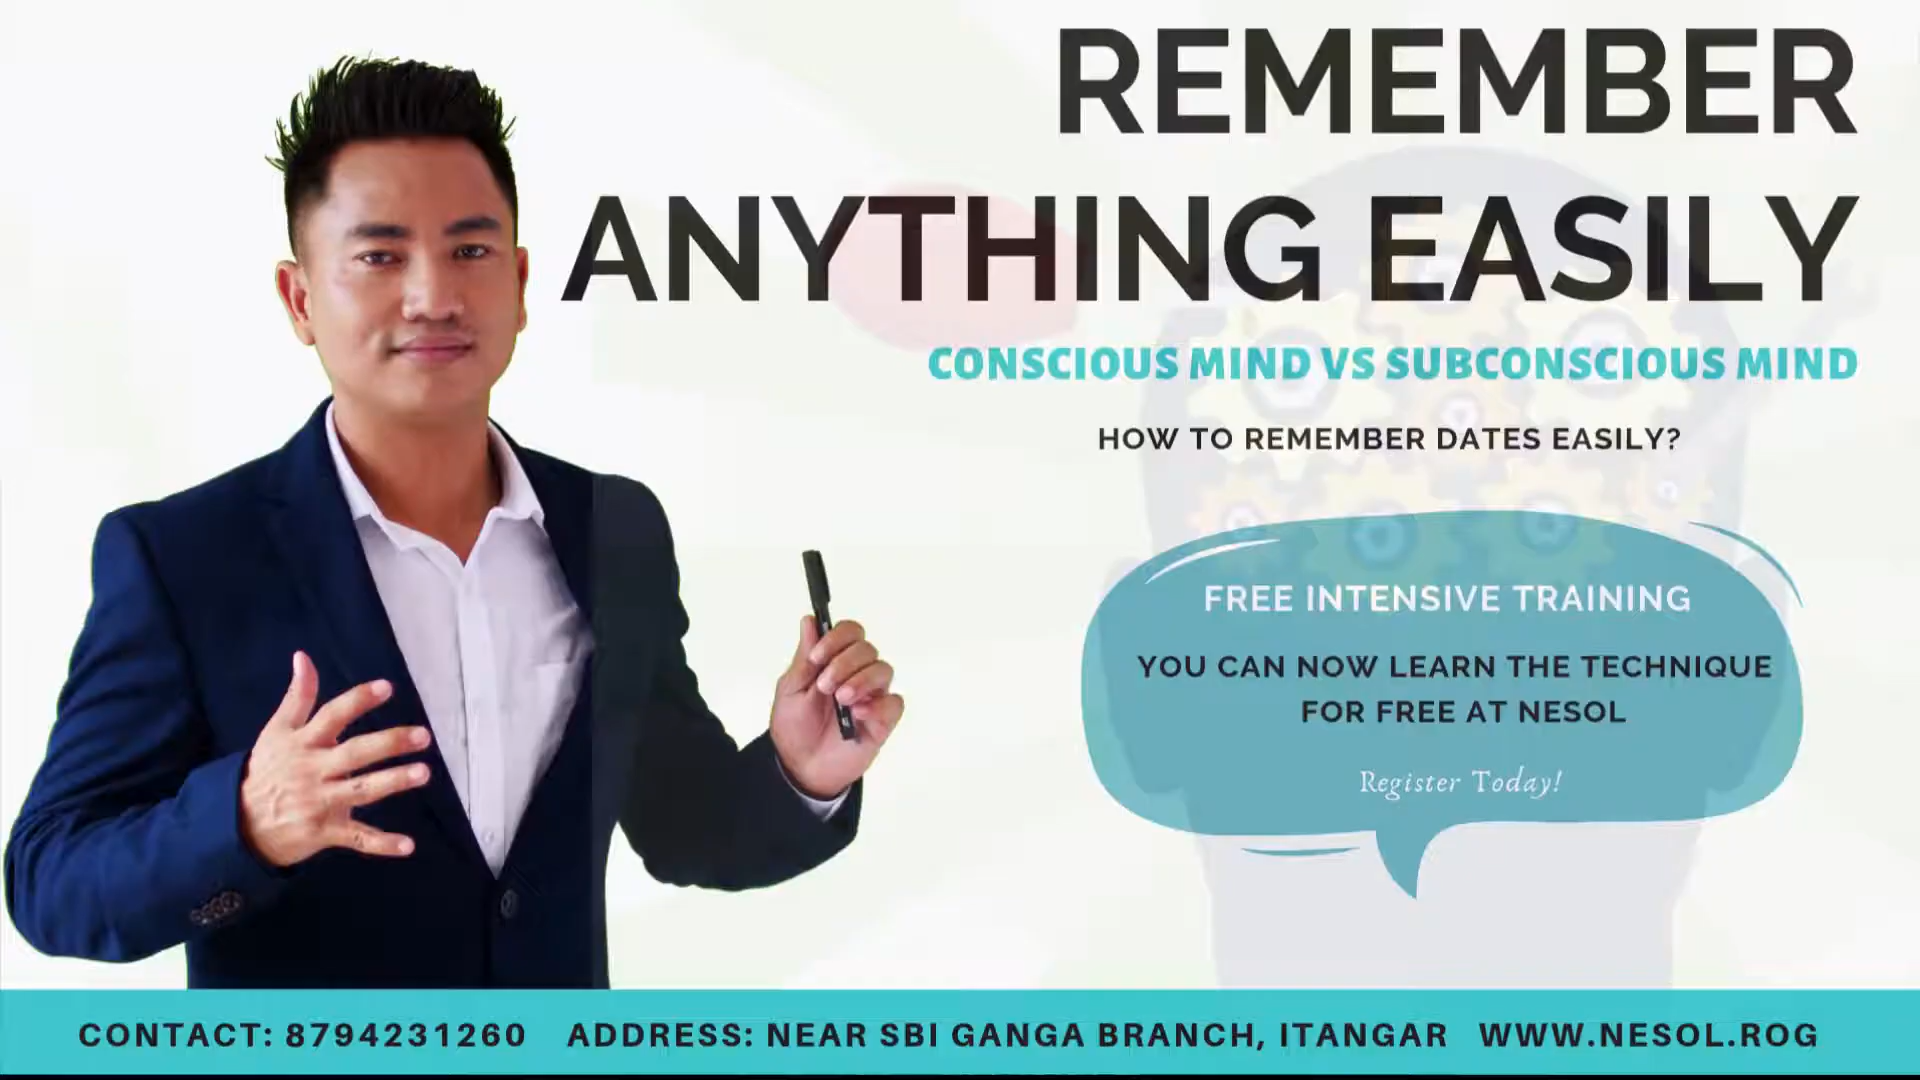 REMEMBER
ANYTHING EASILY
CONSCIOUS MIND VS SUBCONSCIOUS MIND
HOW TO REMEMBER DATES EASILY?
FREE INTENSIVE TRAINING
YOU CAN NOW LEARN THE TECHNIQUE
FOR FREE AT NESOL
Register Today!
CONTACT: 8794231260 ADDRESS: NEAR SBI GANGA BRANCH, ITANGAR WWW.NESOL.ROG